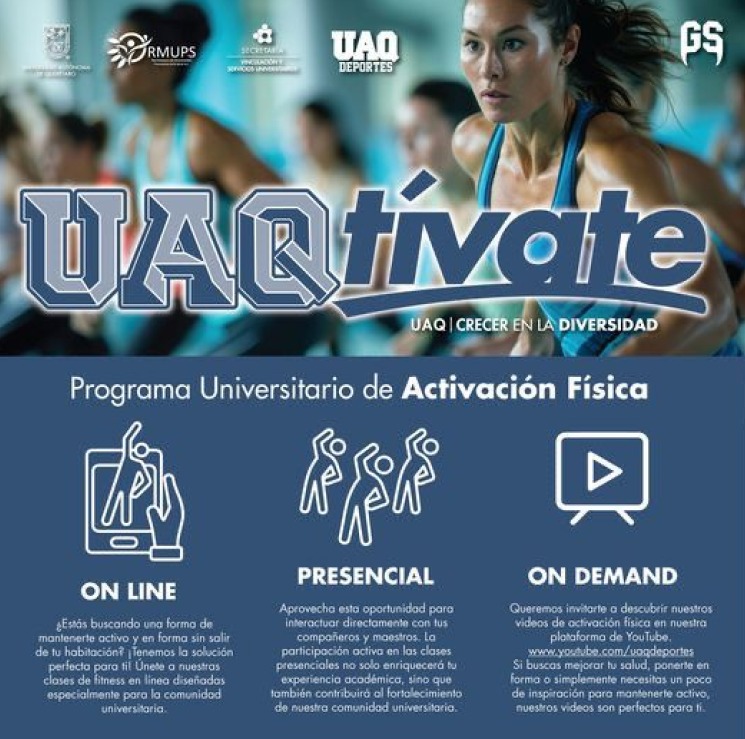 UNIVERSIDAD AUTÓNOMA
DE QUERÉTARO
RMUPS
SECRETARÍA
VINCULACIÓN Y
SERVICIOS UNIVERSITARIOS
UAQ
DEPORTES
GS
UAQtívate
UAQ | CRECER EN LA DIVERSIDAD
Programa Universitario de Activación Física
ON LINE
¿Estás buscando una forma de
mantenerte activo y en forma sin salir
de tu habitación? ¡Tenemos la solución
perfecta para ti! Únete a nuestras
clases de fitness en línea diseñadas
especialmente para la comunidad
universitaria.
PRESENCIAL
Aprovecha esta oportunidad para
interactuar directamente con tus
compañeros y maestros. La
participación activa en las clases
presenciales no solo enriquecerá tu
experiencia académica, sino que
también contribuirá al fortalecimiento
de nuestra comunidad universitaria.
ON DEMAND
Queremos invitarte a descubrir nuestros
videos de activación física en nuestra
plataforma de YouTube.
www.youtube.com/uaqdeportes
Si buscas mejorar tu salud, ponerte en
forma o simplemente necesitas un poco
de inspiración para mantenerte activo,
nuestros videos son perfectos para ti.